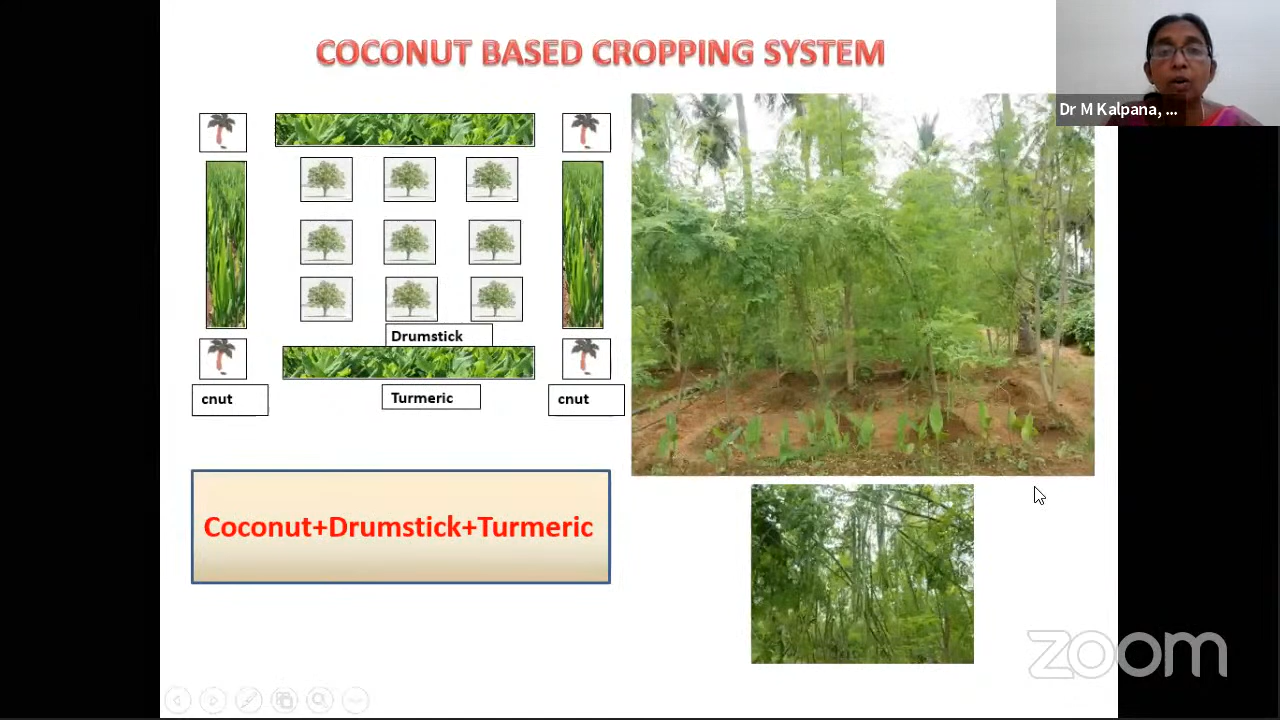 COCONUT BASED CROPPING SYSTEM
Dr M Kalpana, ...
Drumstick
cnut
Turmeric
cnut
Coconut+Drumstick+Turmeric
zoom